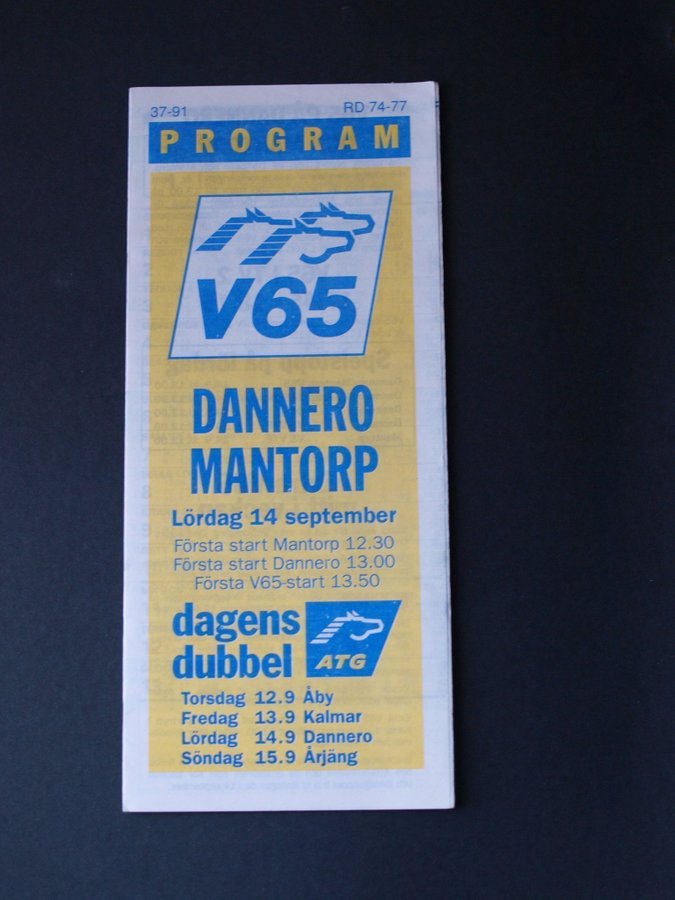 37-91 RD 74-77
PROGRAM
V65
DANNERO
MANTORP
Lördag 14 september
Första start Mantorp 12.30
Första start Dannero 13.00
Första V65-start 13.50
dagens
dubbel
ATG
Torsdag 12.9 Åby
Fredag 13.9 Kalmar
Lördag 14.9 Dannero
Söndag 15.9 Årjäng